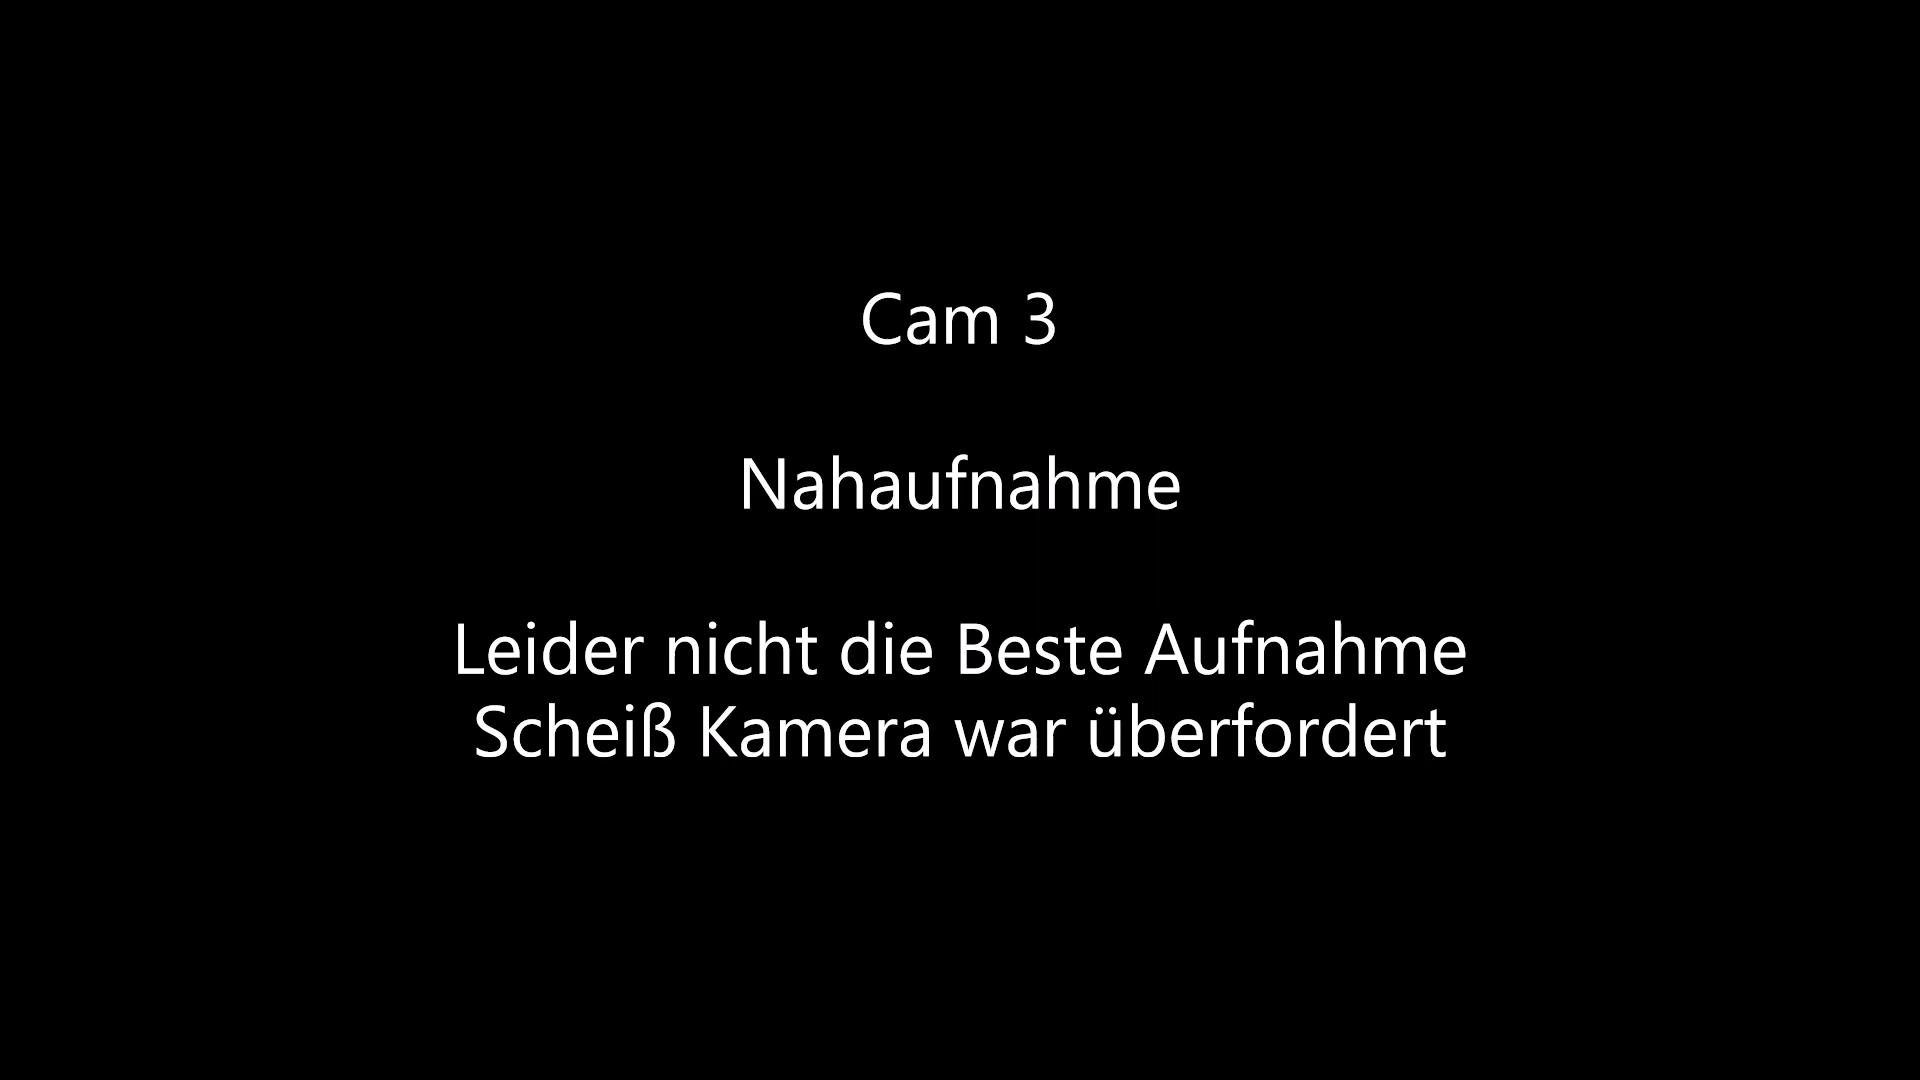 Cam 3
Nahaufnahme
Leider nicht die Beste Aufnahme
Scheiß Kamera war überfordert